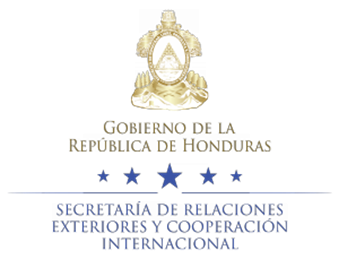 GOBIERNO DE LA
REPÚBLICA DE HONDURAS
SECRETARÍA DE RELACIONES
EXTERIORES Y COOPERACIÓN
INTERNACIONAL